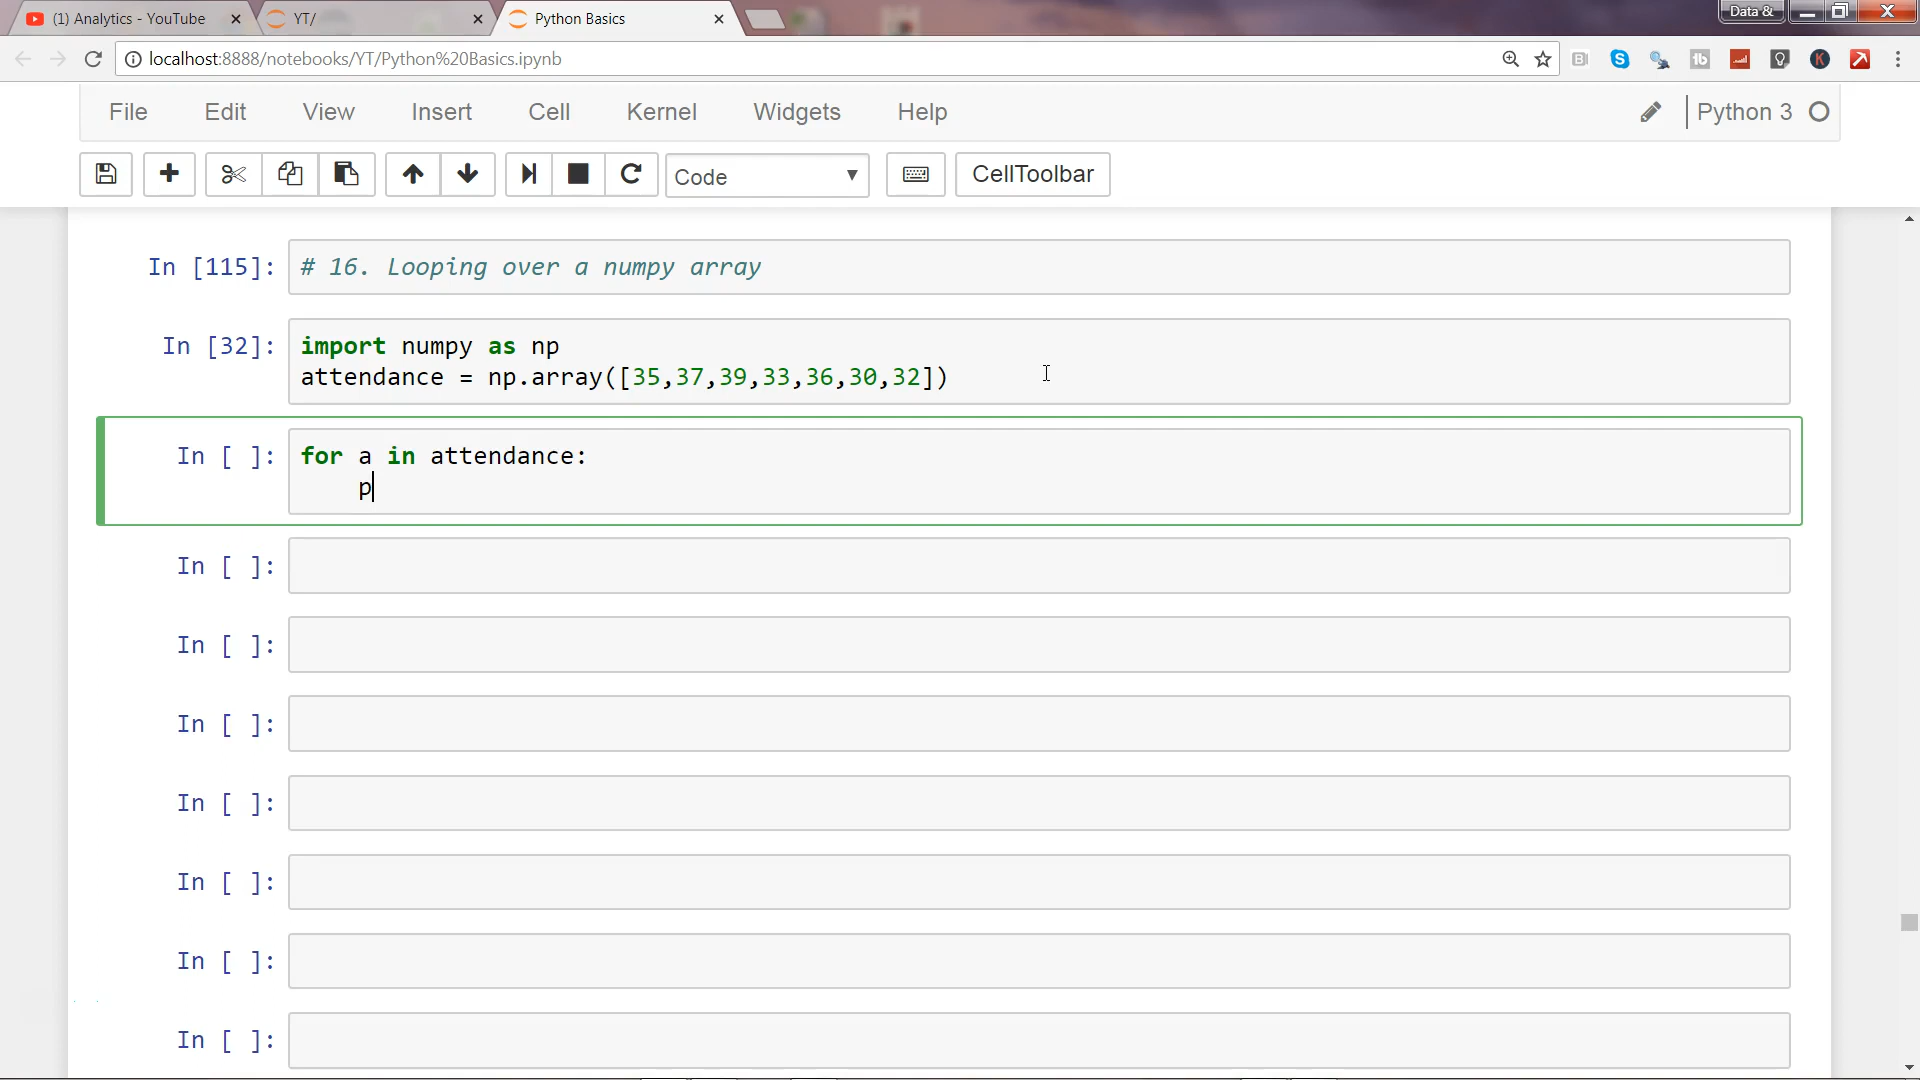 (1) Analytics - YouTube
YT/
Python Basics
Data &
localhost:8888/notebooks/YT/Python%20Basics.ipynb
File Edit View Insert Cell Kernel Widgets Help
Python 3
Code
CellToolbar
In [115]: # 16. Looping over a numpy array
In [32]: import numpy as np
attendance = np.array([35,37,39,33,36,30,32])
In [ ]: for a in attendance:
p
In [ ]:
In [ ]:
In [ ]:
In [ ]:
In [ ]:
In [ ]:
In [ ]: